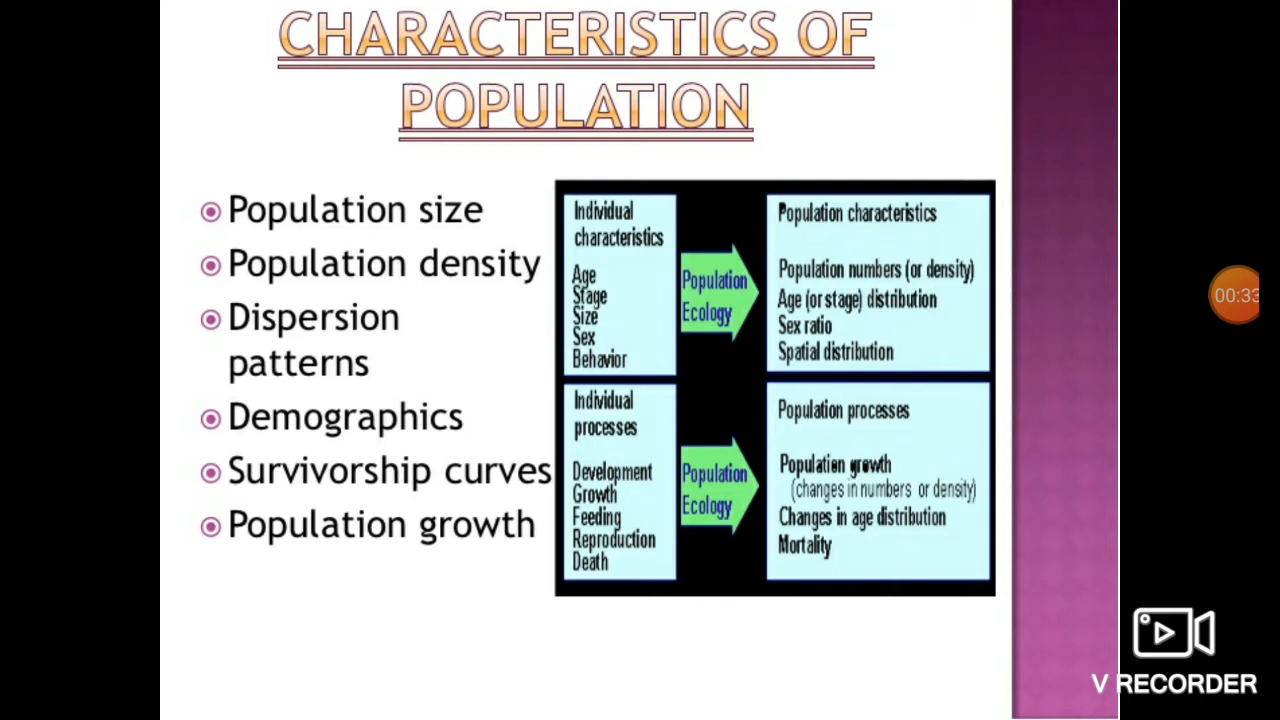 CHARACTERISTICS OF
POPULATION
Population size
Population density
Dispersion
patterns
Demographics
Survivorship curves
Population growth
Individual
characteristics
Age
Stage
Size
Sex
Behavior
Population
Ecology
Population characteristics
Population numbers (or density)
Age (or stage) distribution
Sex ratio
Spatial distribution
Individual
processes
Development
Growth
Feeding
Reproduction
Death
Population
Ecology
Population processes
Population growth
(changes in numbers or density)
Changes in age distribution
Mortality
00:33
V RECORDER